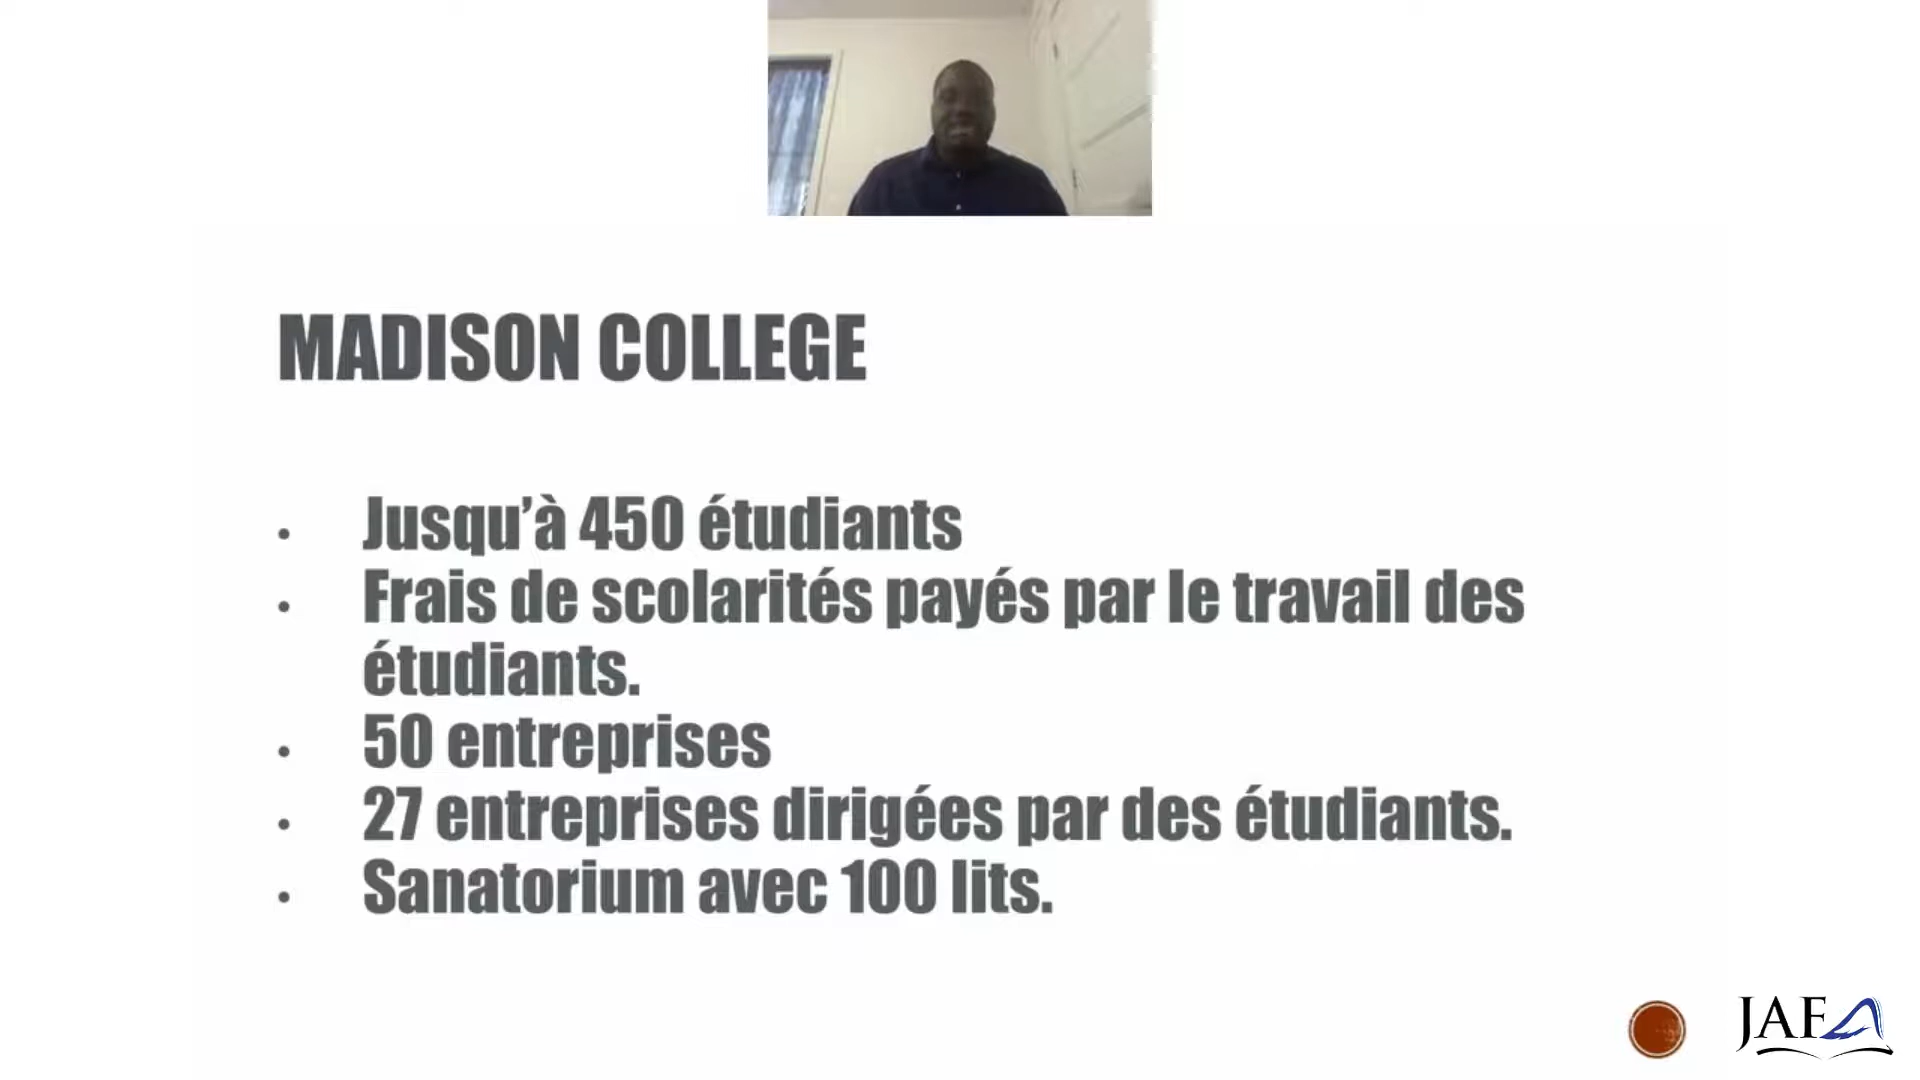 MADISON COLLEGE
• Jusqu’à 450 étudiants
• Frais de scolarités payés par le travail des
étudiants.
• 50 entreprises
• 27 entreprises dirigées par des étudiants.
• Sanatorium avec 100 lits.
JAFA